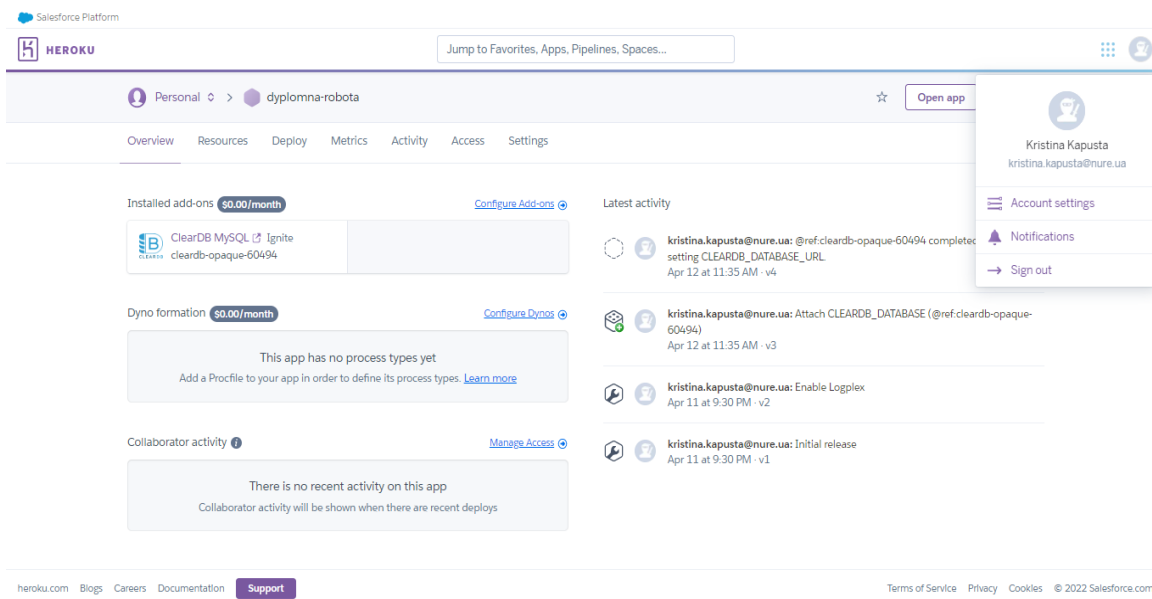 Salesforce Platform
HEROKU
Jump to Favorites, Apps, Pipelines, Spaces...
Personal > dyplomna-robota
Open app
Kristina Kapusta
kristina.kapusta@nure.ua
Account settings
Notifications
Sign out
Overview Resources Deploy Metrics Activity Access Settings
Installed add-ons $0.00/month Configure Add-ons
ClearDB MySQL Ignite
cleardb-opaque-60494
CLEARDB
Dyno formation $0.00/month Configure Dynos
This app has no process types yet
Add a Procfile to your app in order to define its process types. Learn more
Collaborator activity Manage Access
There is no recent activity on this app
Collaborator activity will be shown when there are recent deploys
Latest activity
kristina.kapusta@nure.ua: @ref:cleardb-opaque-60494 completed
setting CLEARDB_DATABASE_URL.
Apr 12 at 11:35 AM · v4
kristina.kapusta@nure.ua: Attach CLEARDB_DATABASE (@ref:cleardb-opaque-
60494)
Apr 12 at 11:35 AM · v3
kristina.kapusta@nure.ua: Enable Logplex
Apr 11 at 9:30 PM · v2
kristina.kapusta@nure.ua: Initial release
Apr 11 at 9:30 PM · v1
heroku.com Blogs Careers Documentation Support
Terms of Service Privacy Cookies © 2022 Salesforce.com